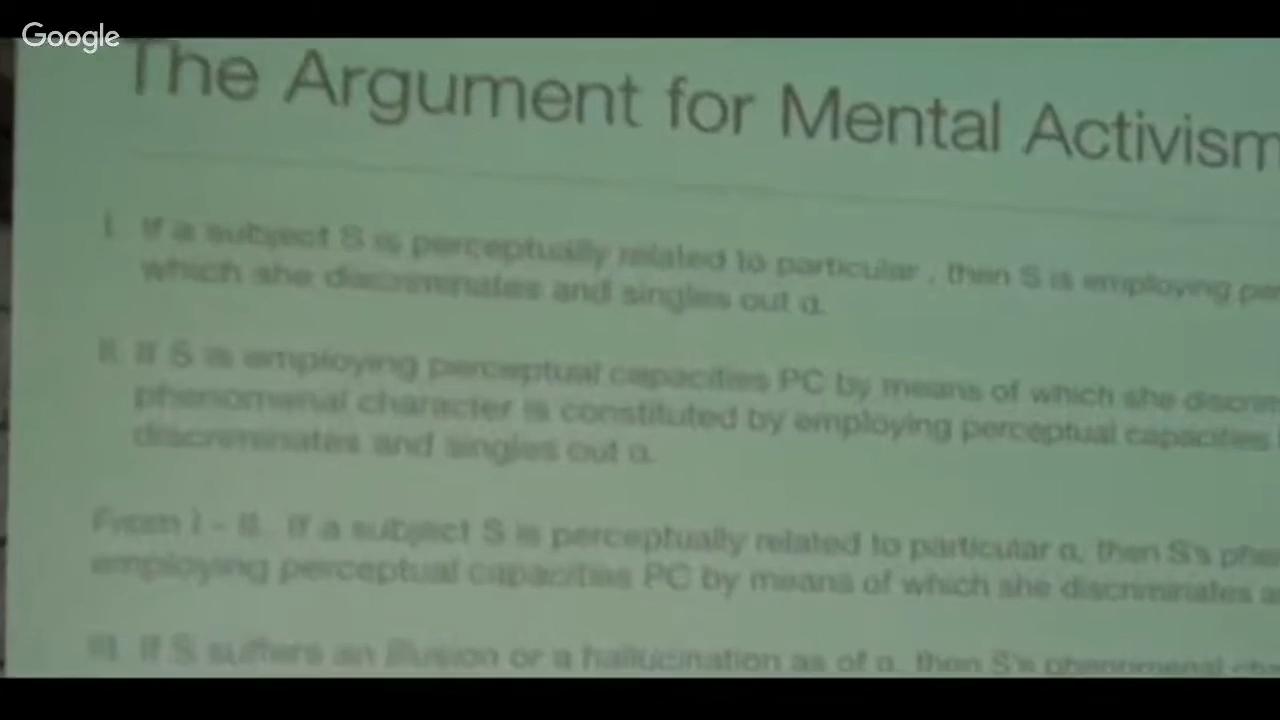 Google
The Argument for Mental Activism
I. If a subject S is perceptually related to particular , then S is employing
which she discriminates and singles out α.
II. If S is employing perceptual capacities PC by means of which she
phenomenal character is constituted by employing perceptual capacities
discriminates and singles out α.
From I - II. If a subject S is perceptually related to particular α, then S's
employing perceptual capacities PC by means of which she discriminates
III. If S suffers an illusion or a hallucination as of α, then S's phenomenal